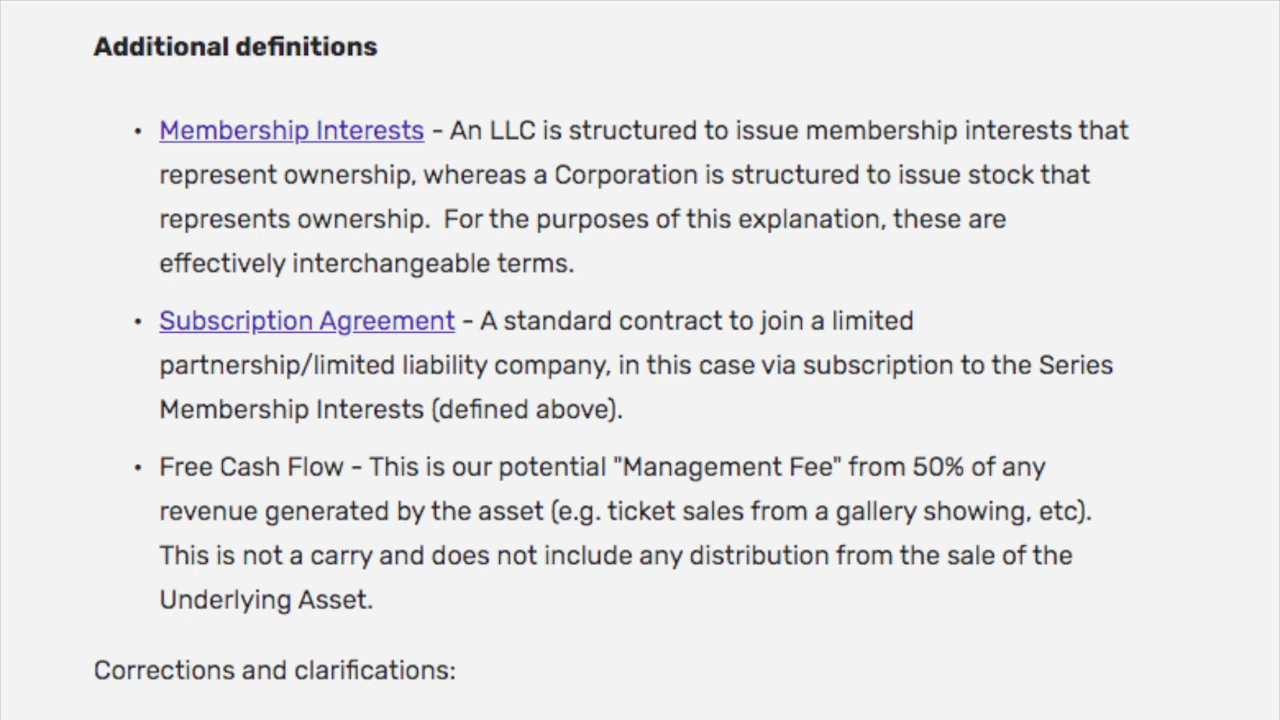 Additional definitions
• Membership Interests - An LLC is structured to issue membership interests that
represent ownership, whereas a Corporation is structured to issue stock that
represents ownership.  For the purposes of this explanation, these are
effectively interchangeable terms.
• Subscription Agreement - A standard contract to join a limited
partnership/limited liability company, in this case via subscription to the Series
Membership Interests (defined above).
• Free Cash Flow - This is our potential "Management Fee" from 50% of any
revenue generated by the asset (e.g. ticket sales from a gallery showing, etc).
This is not a carry and does not include any distribution from the sale of the
Underlying Asset.
Corrections and clarifications: